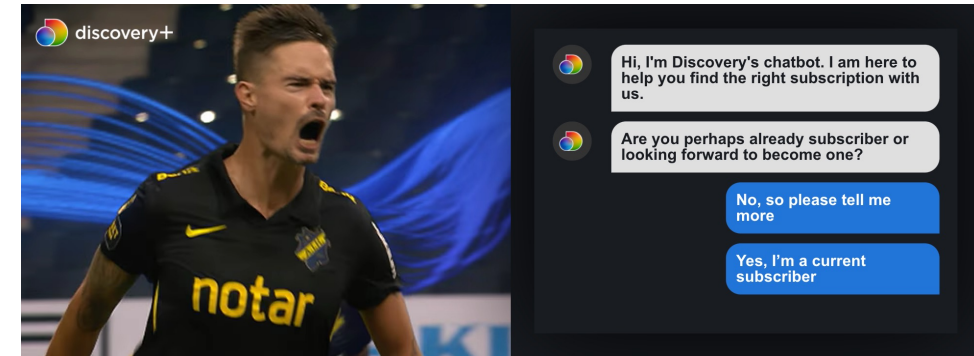 discovery+
Hi, I'm Discovery's chatbot. I am here to
help you find the right subscription with
us.
Are you perhaps already subscriber or
looking forward to become one?
No, so please tell me
more
Yes, I’m a current
subscriber
notar